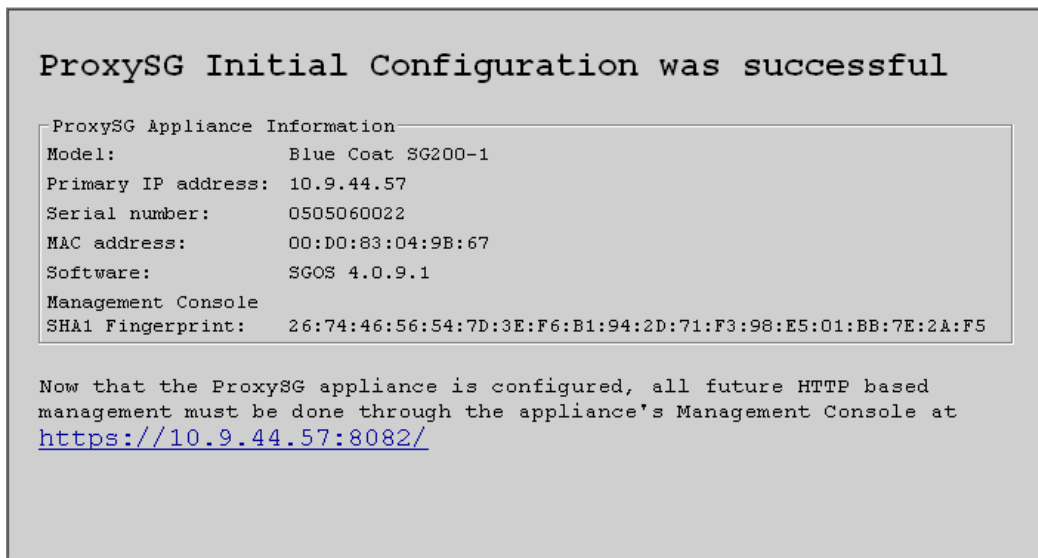 ProxySG Initial Configuration was successful
ProxySG Appliance Information
Model: Blue Coat SG200-1
Primary IP address: 10.9.44.57
Serial number: 0505060022
MAC address: 00:D0:83:04:9B:67
Software: SGOS 4.0.9.1
Management Console
SHA1 Fingerprint: 26:74:46:56:54:7D:3E:F6:B1:94:2D:71:F3:98:E5:01:BB:7E:2A:F5
Now that the ProxySG appliance is configured, all future HTTP based
management must be done through the appliance's Management Console at
https://10.9.44.57:8082/